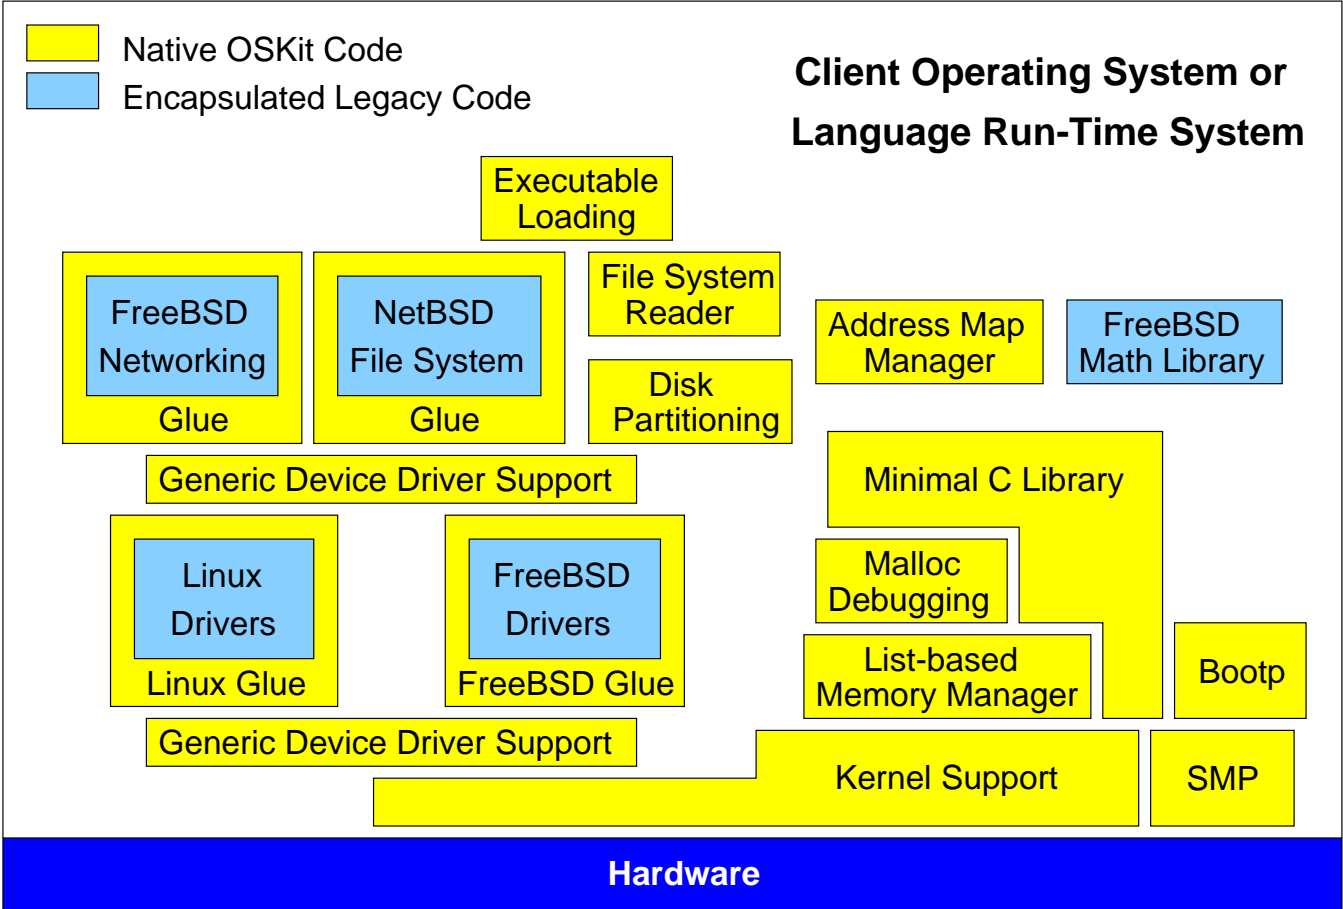 Native OSKit Code
Encapsulated Legacy Code
Client Operating System or
Language Run-Time System
Executable
Loading
FreeBSD
Networking
Glue
NetBSD
File System
Glue
File System
Reader
Disk
Partitioning
Address Map
Manager
FreeBSD
Math Library
Generic Device Driver Support
Minimal C Library
Linux
Drivers
Linux Glue
FreeBSD
Drivers
FreeBSD Glue
Malloc
Debugging
List-based
Memory Manager
Bootp
Generic Device Driver Support
Kernel Support
SMP
Hardware